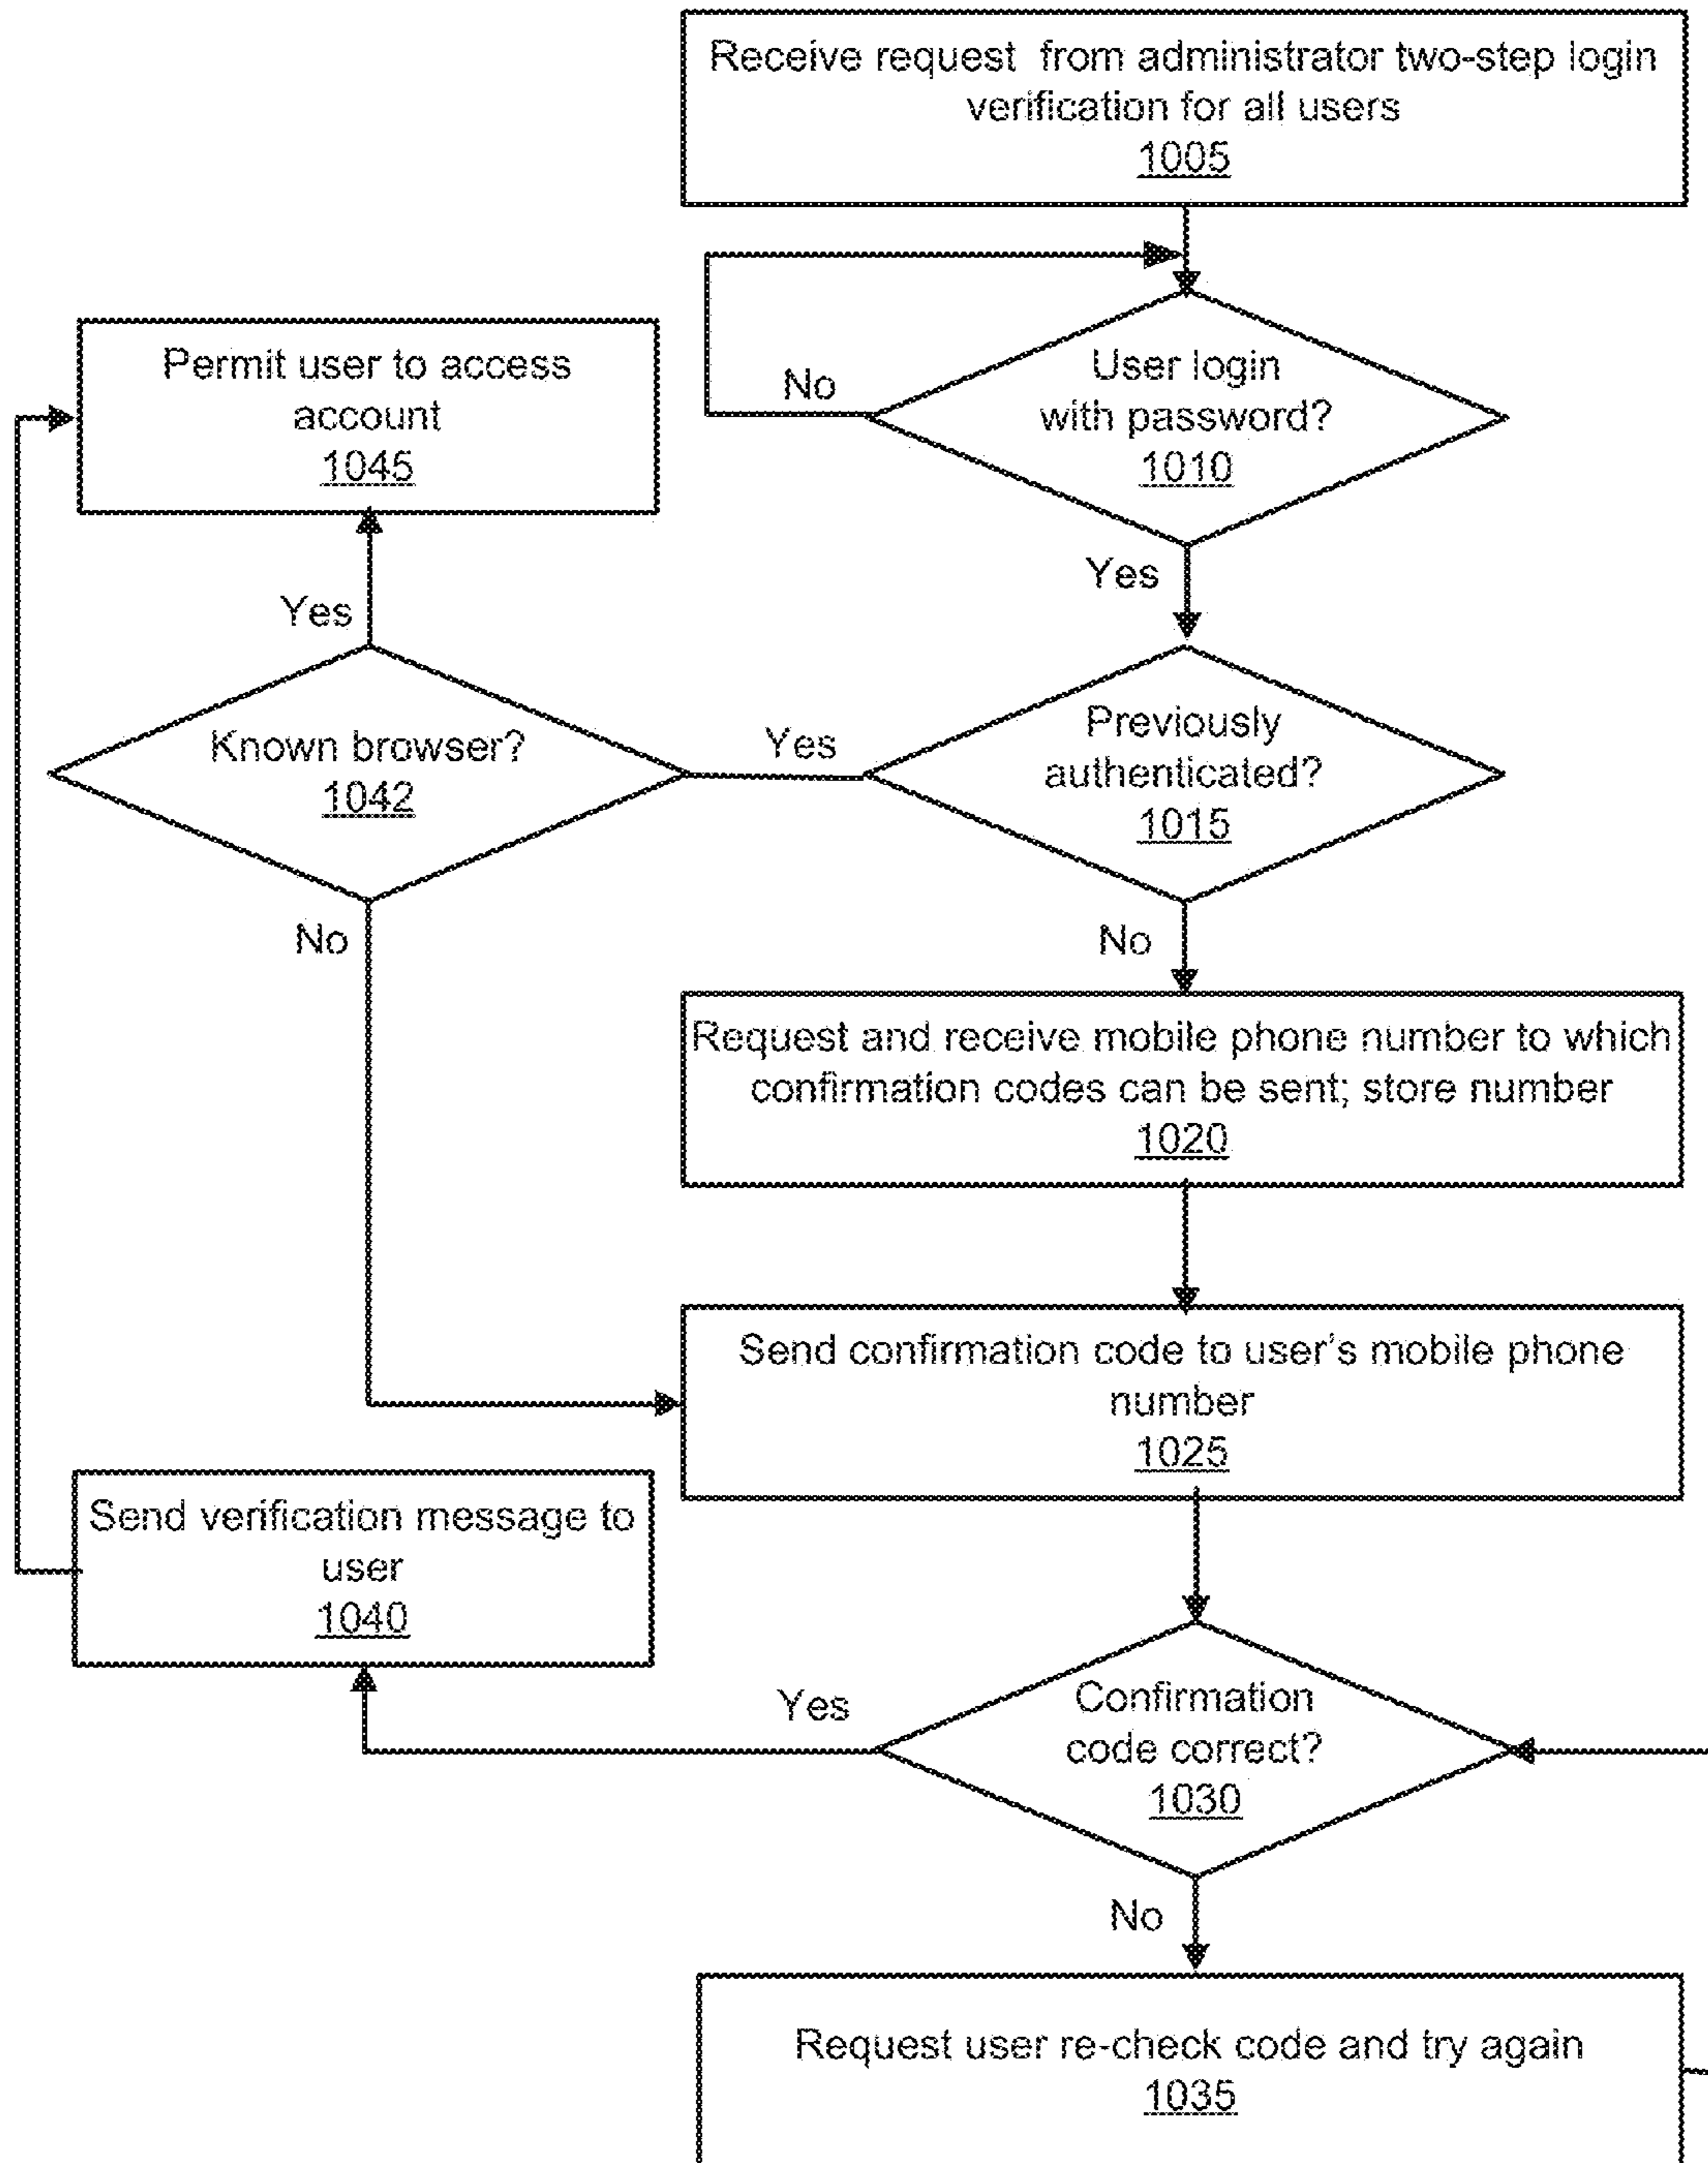 Receive request from administrator two-step login
verification for all users
1005
User login
with password?
1010
No
Yes
Permit user to access
account
1045
Yes
Known browser?
1042
Yes
Previously
authenticated?
1015
No
No
Request and receive mobile phone number to which
confirmation codes can be sent; store number
1020
Send confirmation code to user's mobile phone
number
1025
Send verification message to
user
1040
Yes
Confirmation
code correct?
1030
No
Request user re-check code and try again
1035